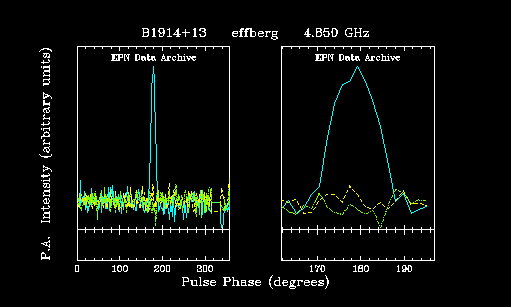 B1914+13 effberg 4.850 GHz
EPN Data Archive EPN Data Archive
P.A. Intensity (arbitrary units)
0 100 200 300 170 180 190
Pulse Phase (degrees)